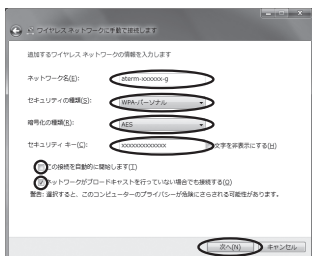 ワイヤレス ネットワークに手動で接続します
追加するワイヤレス ネットワークの情報を入力します
ネットワーク名(E): aterm-xxxxxx-g
セキュリティの種類(S): WPA-パーソナル
暗号化の種類(R): AES
セキュリティ キー(C): xxxxxxxxxxxxx 文字を非表示にする(H)
この接続を自動的に開始します(T)
ネットワークがブロードキャストを行っていない場合でも接続する(O)
警告: 選択すると、このコンピューターのプライバシーが危険にさらされる可能性があります。
次へ(N) キャンセル